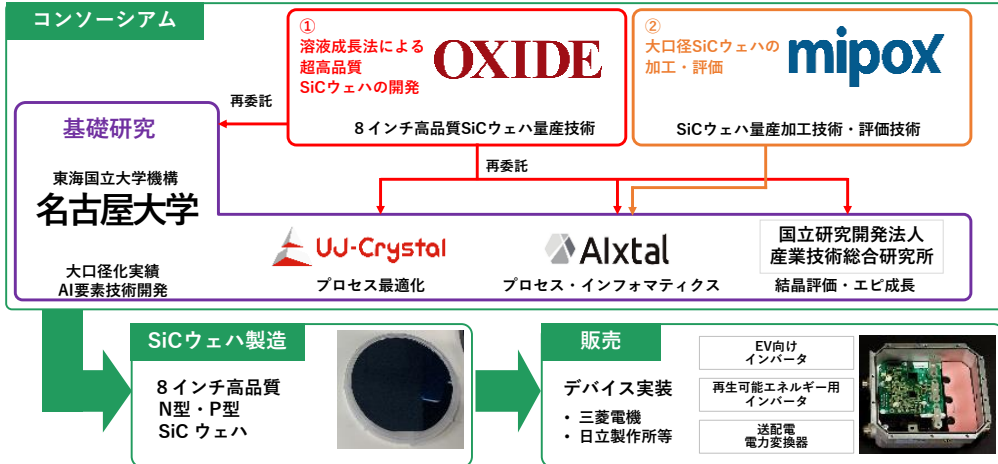 コンソーシアム
①
溶液成長法による
超高品質
SiCウェハの開発
OXIDE
8インチ高品質SiCウェハ量産技術
②
大口径SiCウェハの
加工・評価
mipox
SiCウェハ量産加工技術・評価技術
再委託
再委託
基礎研究
東海国立大学機構
名古屋大学
大口径化実績
AI要素技術開発
UJ-Crystal
プロセス最適化
AIxtal
プロセス・インフォマティクス
国立研究開発法人
産業技術総合研究所
結晶評価・エピ成長
SiCウェハ製造
8インチ高品質
N型・P型
SiC ウェハ
販売
デバイス実装
・三菱電機
・日立製作所等
EV向け
インバータ
再生可能エネルギー用
インバータ
送配電
電力変換器